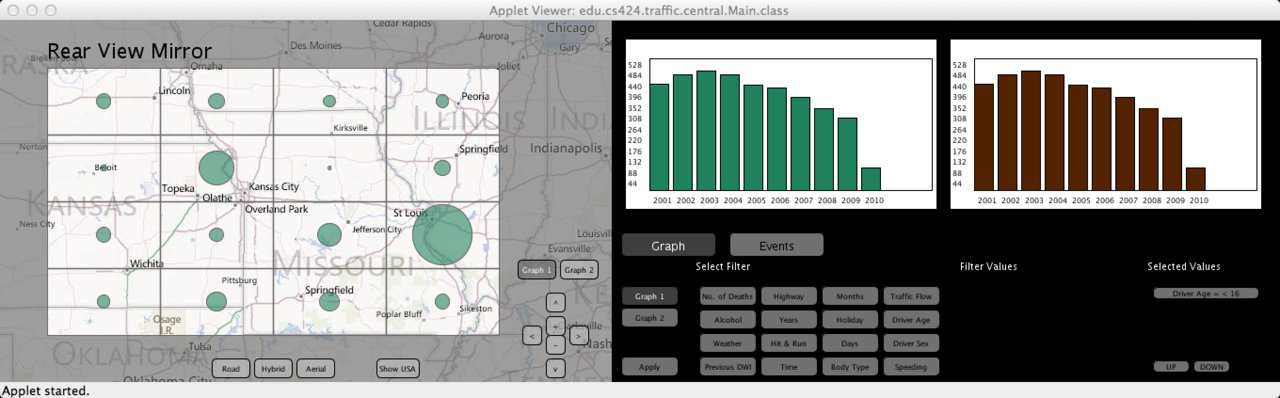 Applet Viewer: edu.cs424.traffic.central.Main.class
Rear View Mirror
Des Moines
Cedar Rapids
Chicago
Aurora
Gary
Joliet
Omaha
Lincoln
Peoria
Kirksville
ILLINOIS
INDIA
Norton
Beloit
Springfield
Indianapolis
Topeka
Kansas City
Olathe
Overland Park
KANSAS
St Louis
Ness City
Jefferson City
Louisville
Evansville
Wichita
MISSOURI
Pittsburg
Springfield
Poplar Bluff
Sikeston
Osage
I.R.
Tulsa
OKLAHOMA
Oklahoma City
Graph 1
Graph 2
^
+
<
>
-
v
Road
Hybrid
Aerial
Show USA
528
484
440
396
352
308
264
220
176
132
88
44
2001 2002 2003 2004 2005 2006 2007 2008 2009 2010
528
484
440
396
352
308
264
220
176
132
88
44
2001 2002 2003 2004 2005 2006 2007 2008 2009 2010
Graph
Events
Select Filter
Filter Values
Selected Values
Graph 1
No. of Deaths
Highway
Months
Traffic Flow
Driver Age = < 16
Graph 2
Alcohol
Years
Holiday
Driver Age
Weather
Hit & Run
Days
Driver Sex
Apply
Previous DWI
Time
Body Type
Speeding
UP
DOWN
Applet started.